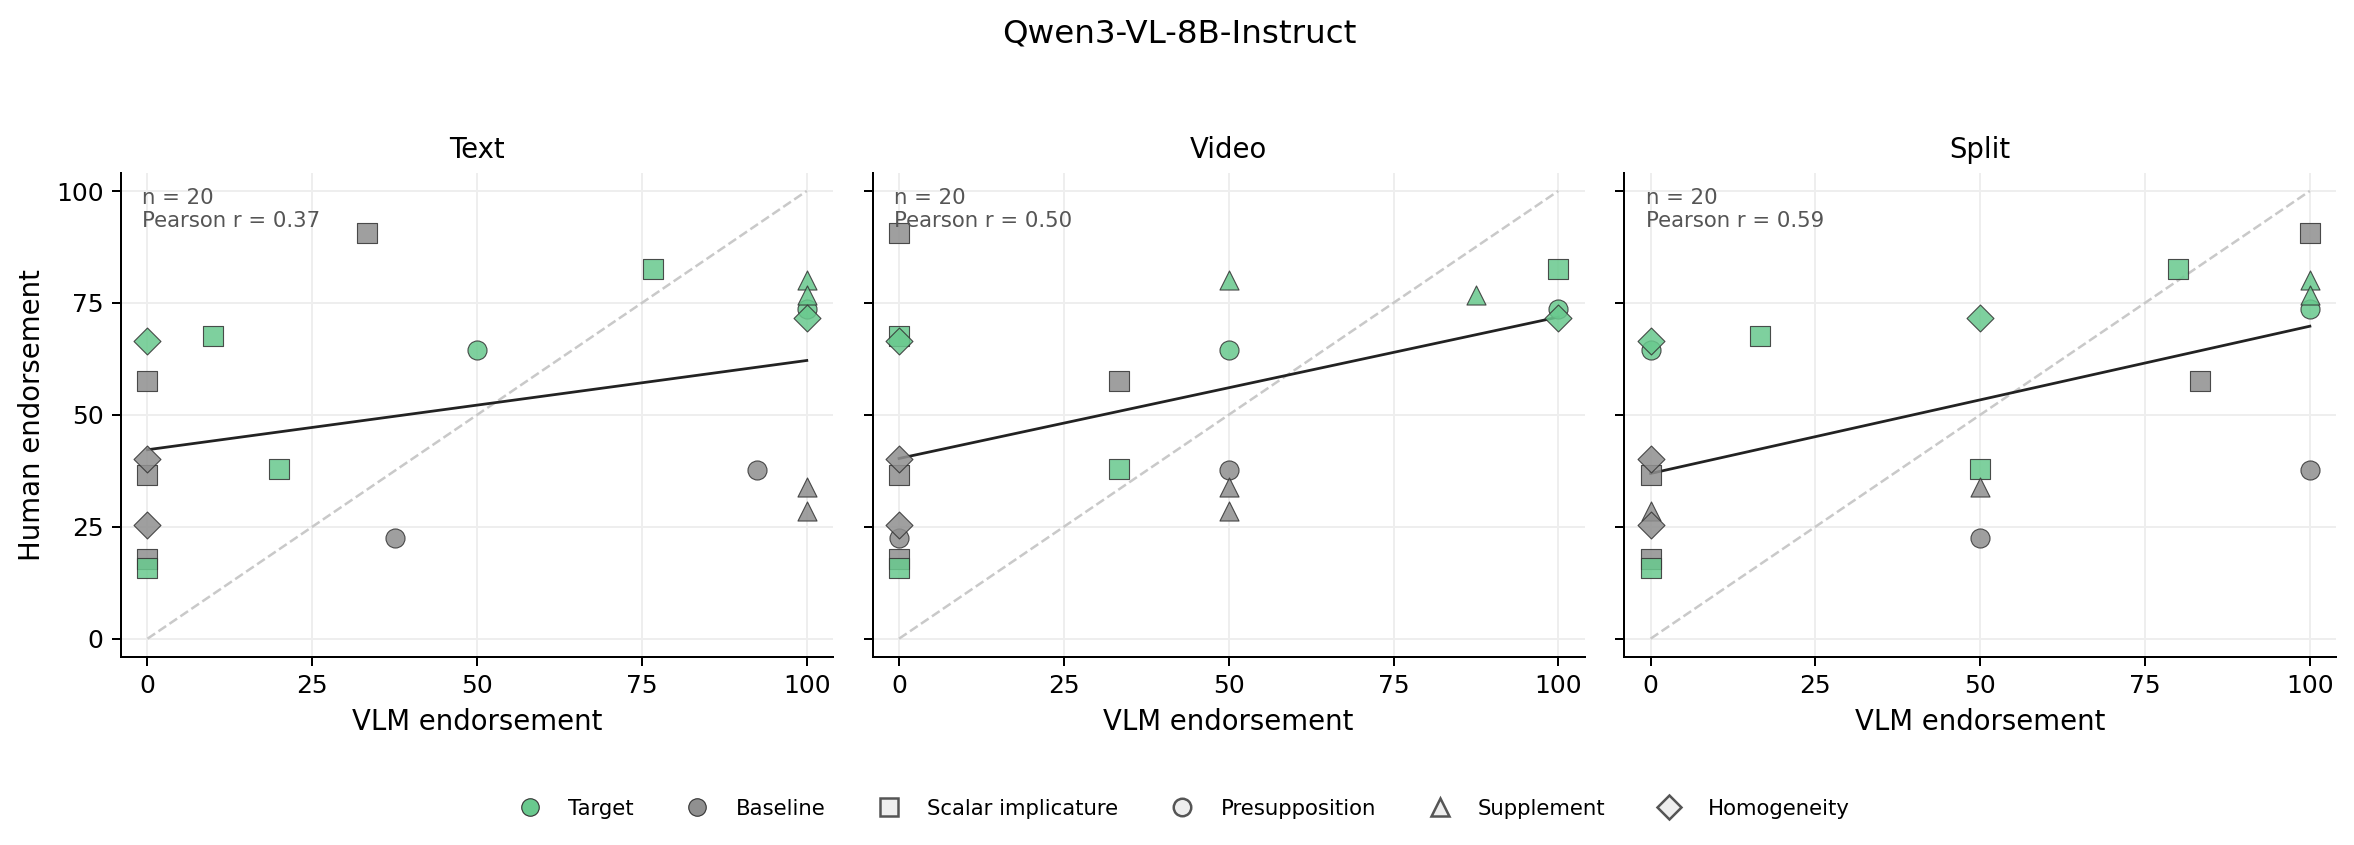 Qwen3-VL-8B-Instruct
Text
Video
Split
n = 20
Pearson r = 0.37
n = 20
Pearson r = 0.50
n = 20
Pearson r = 0.59
Human endorsement
100
75
50
25
0
0 25 50 75 100
0 25 50 75 100
0 25 50 75 100
VLM endorsement
VLM endorsement
VLM endorsement
Target Baseline Scalar implicature Presupposition Supplement Homogeneity